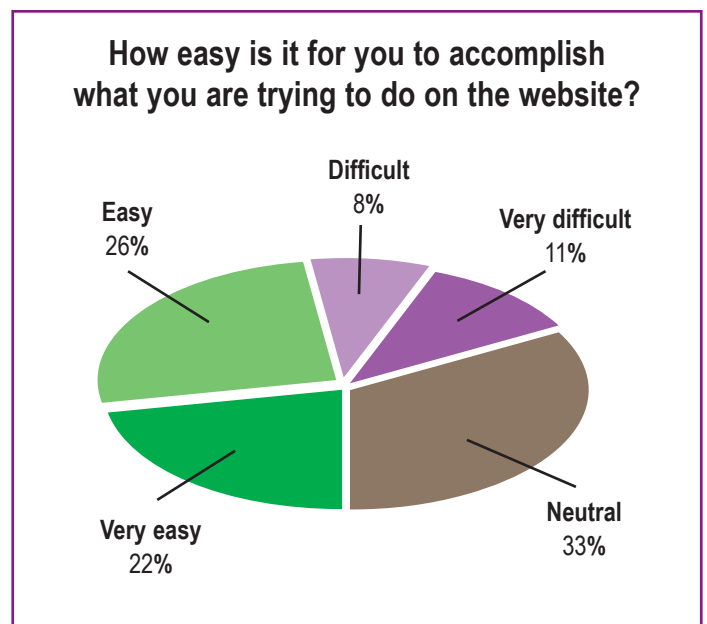 How easy is it for you to accomplish
what you are trying to do on the website?
Difficult
8%
Easy
26%
Very difficult
11%
Neutral
33%
Very easy
22%